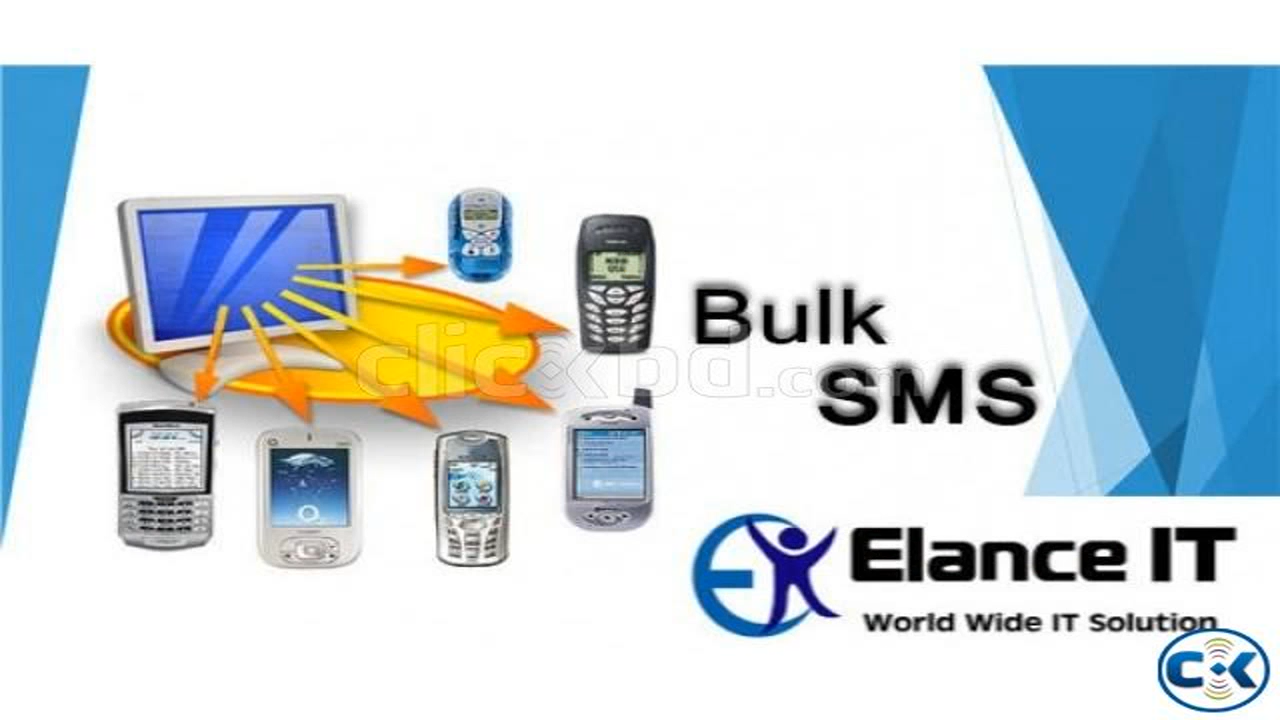 Bulk
SMS
clickbd.com
Elance IT
World Wide IT Solution